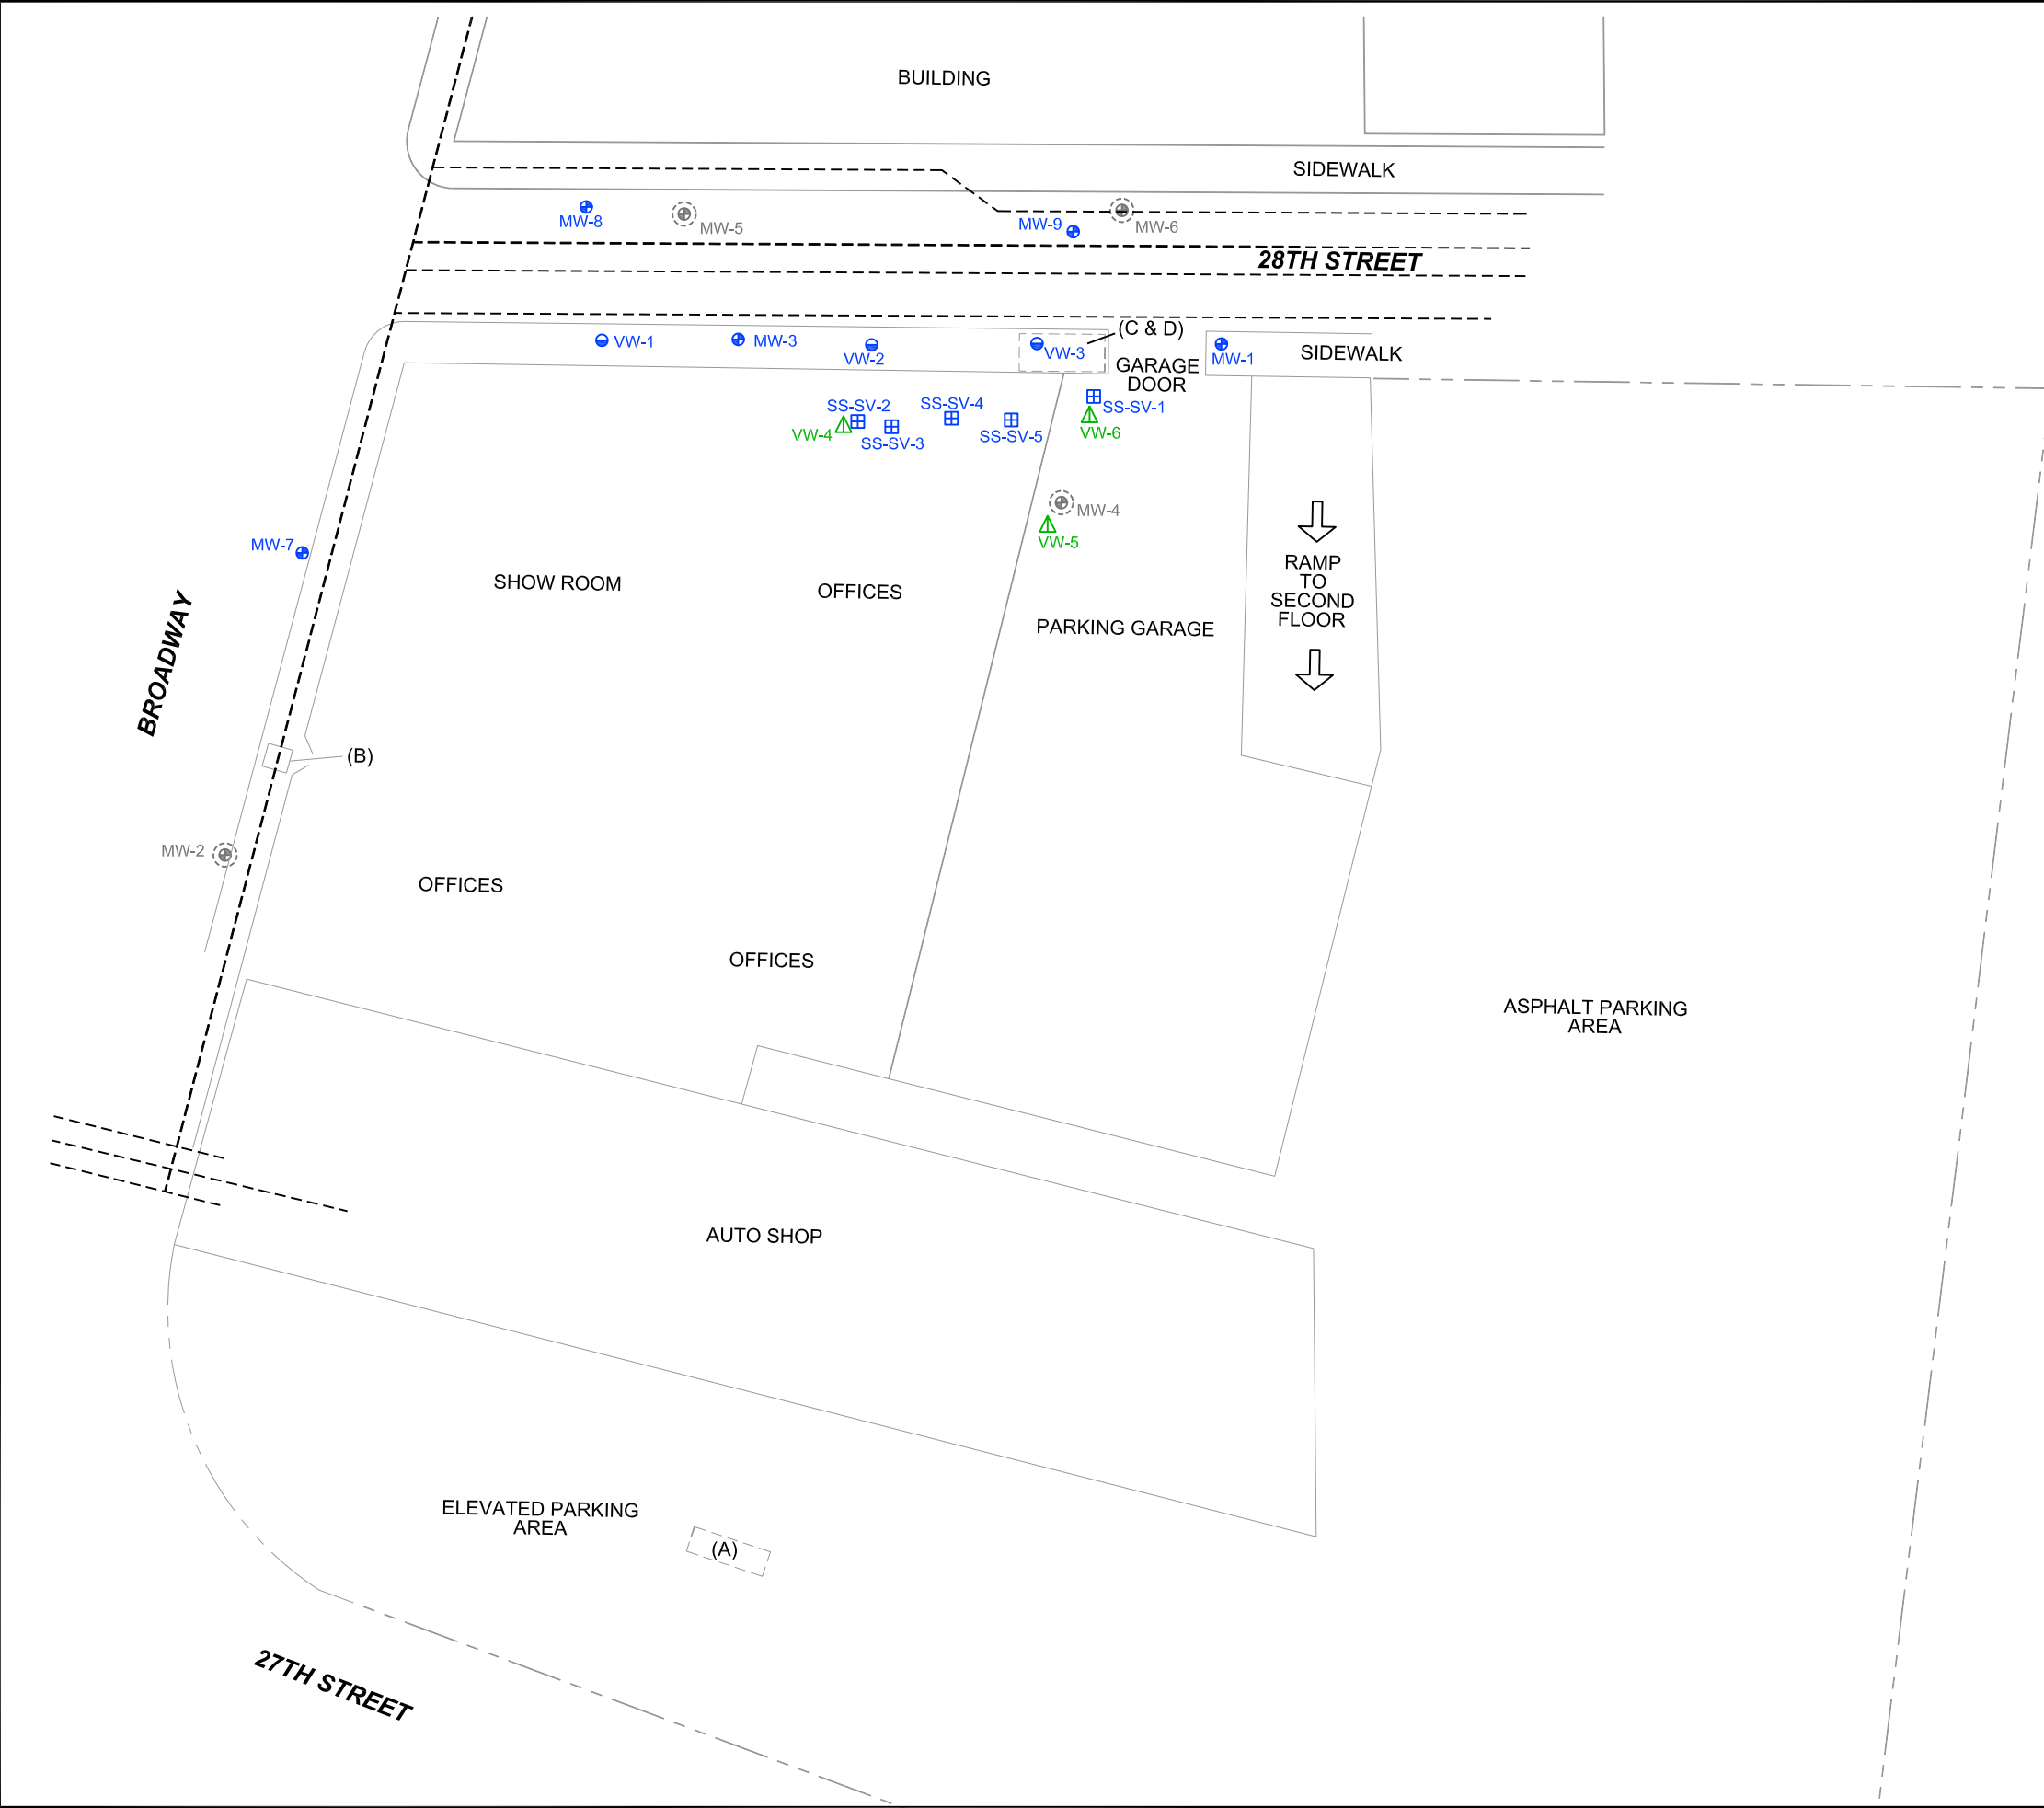 BUILDING
SIDEWALK
MW-8
MW-5
MW-9
MW-6
28TH STREET
(C & D)
VW-1
MW-3
VW-2
VW-3
GARAGE
DOOR
MW-1
SIDEWALK
SS-SV-2
SS-SV-4
SS-SV-1
VW-4
SS-SV-3
SS-SV-5
VW-6
MW-4
VW-5
MW-7
SHOW ROOM
OFFICES
RAMP
TO
SECOND
FLOOR
PARKING GARAGE
BROADWAY
(B)
MW-2
OFFICES
OFFICES
ASPHALT PARKING
AREA
AUTO SHOP
ELEVATED PARKING
AREA
(A)
27TH STREET